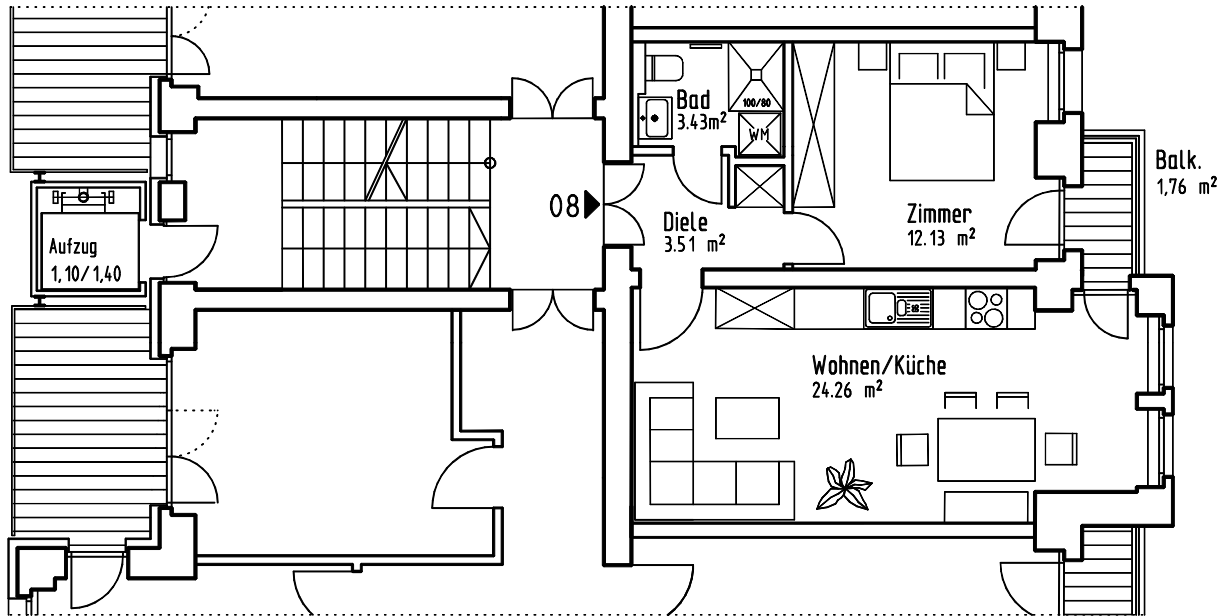 Bad
3.43m²
100/80
WM
Balk.
1,76 m²
08
Diele
3.51 m²
Zimmer
12.13 m²
Aufzug
1,10/1,40
Wohnen/Küche
24.26 m²